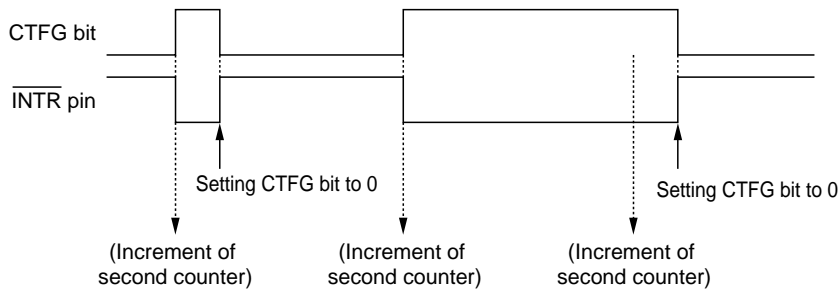 CTFG bit
INTR pin
Setting CTFG bit to 0
Setting CTFG bit to 0
(Increment of
second counter)
(Increment of
second counter)
(Increment of
second counter)